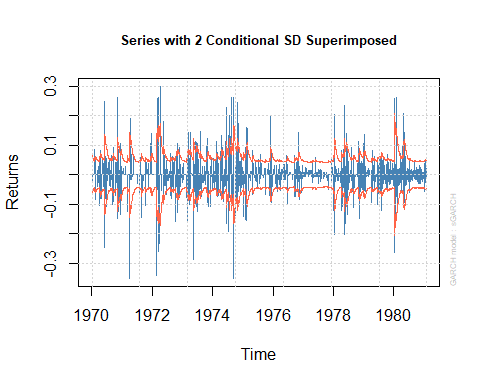 Series with 2 Conditional SD Superimposed
0.3
0.1
-0.1
-0.3
Returns
1970 1972 1974 1976 1978 1980
Time
GARCH model : sGARCH